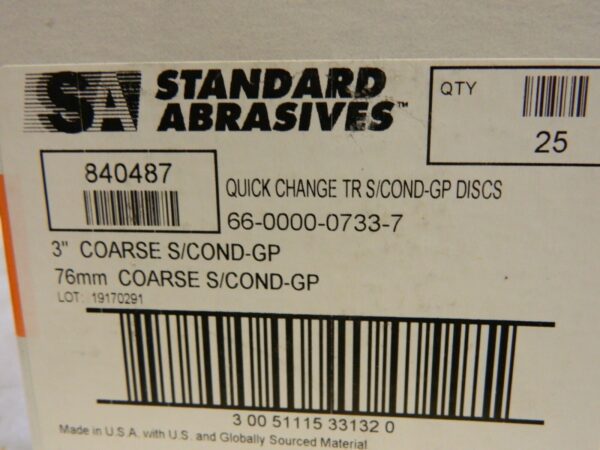 SA STANDARD
ABRASIVES™
QTY
25
840487
QUICK CHANGE TR S/COND-GP DISCS
66-0000-0733-7
3" COARSE S/COND-GP
76mm COARSE S/COND-GP
LOT: 19170291
3 00 51115 33132 0
Made in U.S.A. with U.S. and Globally Sourced Material